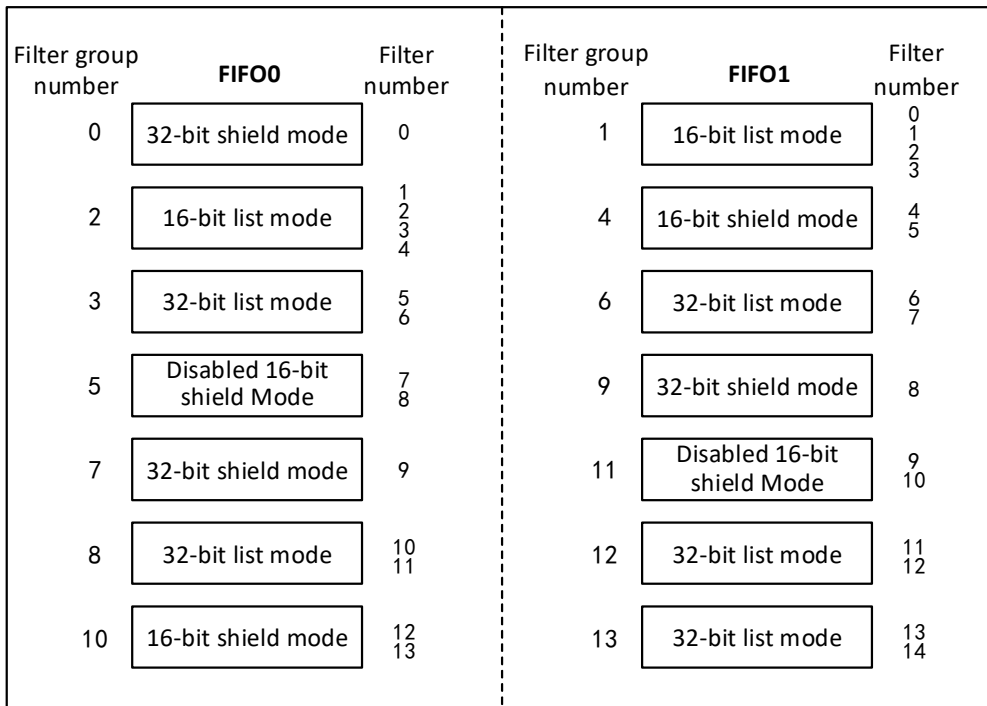 Filter group
number
FIFO0
Filter
number
0
32-bit shield mode
0
2
16-bit list mode
1
2
3
4
3
32-bit list mode
5
6
5
Disabled 16-bit
shield Mode
7
8
7
32-bit shield mode
9
8
32-bit list mode
10
11
10
16-bit shield mode
12
13
Filter group
number
FIFO1
Filter
number
1
16-bit list mode
0
1
2
3
4
16-bit shield mode
4
5
6
32-bit list mode
6
7
9
32-bit shield mode
8
11
Disabled 16-bit
shield Mode
9
10
12
32-bit list mode
11
12
13
32-bit list mode
13
14